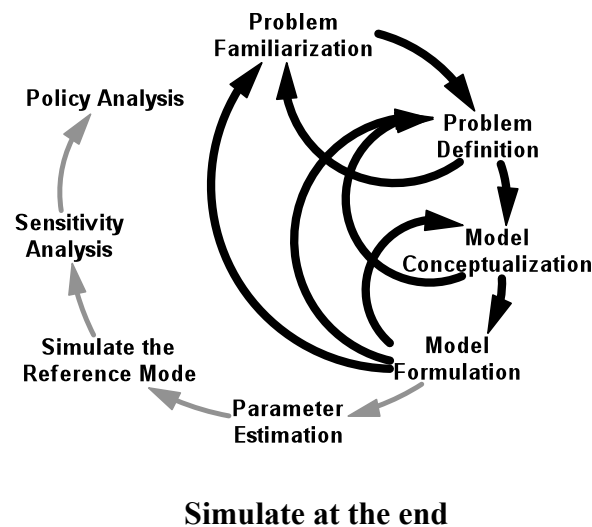 Problem
Familiarization
Policy Analysis
Problem
Definition
Sensitivity
Analysis
Model
Conceptualization
Simulate the
Reference Mode
Model
Formulation
Parameter
Estimation
Simulate at the end